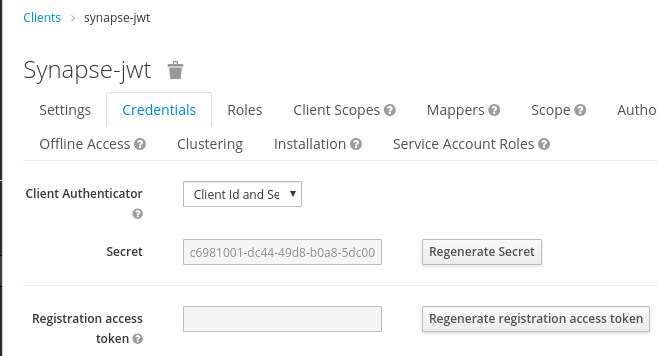 Clients > synapse-jwt
Synapse-jwt
Settings Credentials Roles Client Scopes ? Mappers ? Scope ? Autho
Offline Access ? Clustering Installation ? Service Account Roles ?
Client Authenticator ? Client Id and Se
Secret c6981001-dc44-49d8-b0a8-5dc00 Regenerate Secret
Registration access token ? Regenerate registration access token